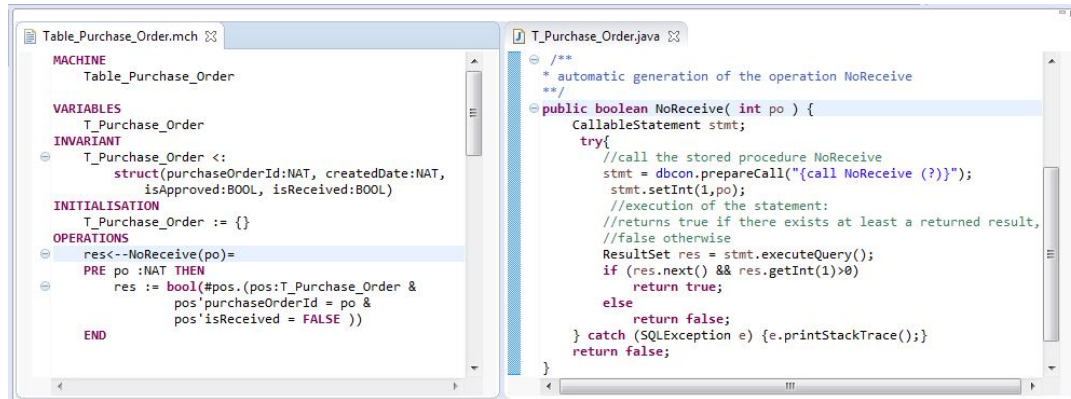 Table_Purchase_Order.mch
MACHINE
Table_Purchase_Order
VARIABLES
T_Purchase_Order
INVARIANT
T_Purchase_Order <:
struct(purchaseOrderId:NAT, createdDate:NAT,
isApproved:BOOL, isReceived:BOOL)
INITIALISATION
T_Purchase_Order := {}
OPERATIONS
res<--NoReceive(po)=
PRE po :NAT THEN
res := bool(#pos.(pos:T_Purchase_Order &
pos'purchaseOrderId = po &
pos'isReceived = FALSE ))
END
T_Purchase_Order.java
/**
* automatic generation of the operation NoReceive
**/
public boolean NoReceive( int po ) {
CallableStatement stmt;
try{
//call the stored procedure NoReceive
stmt = dbcon.prepareCall("{call NoReceive (?)}");
stmt.setInt(1,po);
//execution of the statement:
//returns true if there exists at least a returned result,
//false otherwise
ResultSet res = stmt.executeQuery();
if (res.next() && res.getInt(1)>0)
return true;
else
return false;
} catch (SQLException e) {e.printStackTrace();}
return false;
}